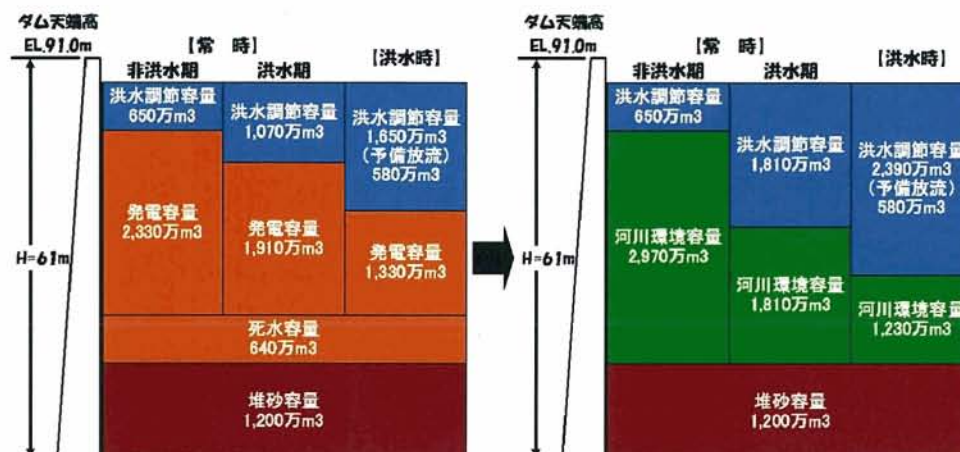 ダム天端高
EL.91.0m
【常　時】
【洪水時】
非洪水期
洪水期
洪水調節容量
650万m3
洪水調節容量
1,070万m3
洪水調節容量
1,650万m3
(予備放流)
580万m3
発電容量
2,330万m3
発電容量
1,910万m3
発電容量
1,330万m3
H=61m
死水容量
640万m3
堆砂容量
1,200万m3
ダム天端高
EL.91.0m
【常　時】
【洪水時】
非洪水期
洪水期
洪水調節容量
650万m3
洪水調節容量
1,810万m3
洪水調節容量
2,390万m3
(予備放流)
580万m3
河川環境容量
2,970万m3
河川環境容量
1,810万m3
河川環境容量
1,230万m3
H=61m
堆砂容量
1,200万m3